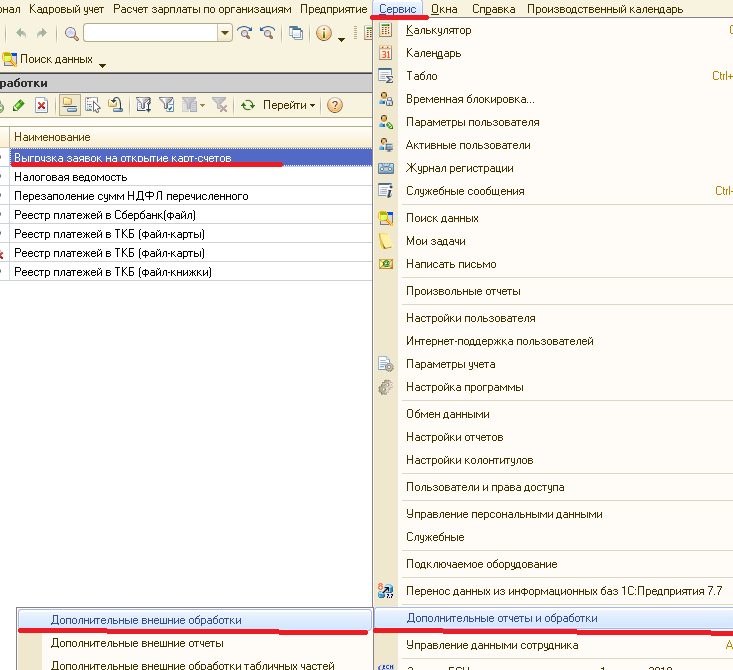 рнал Кадровый учет Расчет зарплаты по организациям Предприятие Сервис Окна Справка Производственный календарь
Поиск данных
работки
Перейти
Наименование
Выгрузка заявок на открытие карт-счетов
Налоговая ведомость
Перезаполение сумм НДФЛ перечисленного
Реестр платежей в Сбербанк(файл)
Реестр платежей в ТКБ (файл-карты)
Реестр платежей в ТКБ (файл-карты)
Реестр платежей в ТКБ (файл-книжки)
Калькулятор
Календарь
Табло Ctrl+
Временная блокировка...
Параметры пользователя
Активные пользователи
Журнал регистрации
Служебные сообщения Ctrl-
Поиск данных
Мои задачи
Написать письмо
Произвольные отчеты
Настройки пользователя
Интернет-поддержка пользователей
Параметры учета
Настройка программы
Обмен данными
Настройки отчетов
Настройки колонтитулов
Пользователи и права доступа
Управление персональными данными
Служебные
Подключаемое оборудование
Перенос данных из информационных баз 1С:Предприятия 7.7
Дополнительные отчеты и обработки
Управление данными сотрудника
Дополнительные внешние обработки
Дополнительные внешние отчеты
Дополнительные внешние обработки табличных частей